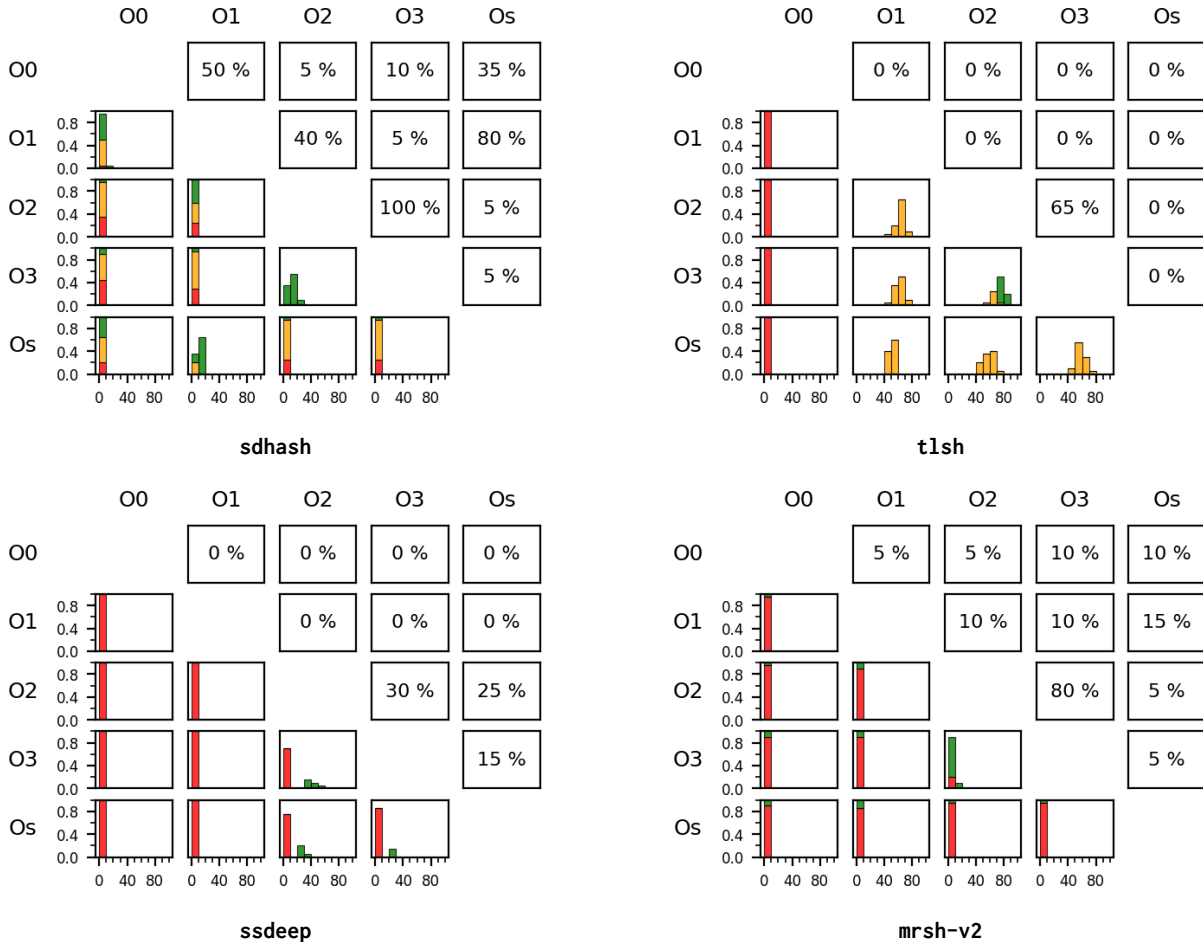 O0 O1 O2 O3 Os
O0 50 % 5 % 10 % 35 %
0.8 0.4 0.0
O1 40 % 5 % 80 %
0.8 0.4 0.0
O2 100 % 5 %
0.8 0.4 0.0
O3 5 %
0.8 0.4 0.0
Os
0 40 80 0 40 80 0 40 80 0 40 80
sdhash
O0 O1 O2 O3 Os
O0 0 % 0 % 0 % 0 %
0.8 0.4 0.0
O1 0 % 0 % 0 %
0.8 0.4 0.0
O2 65 % 0 %
0.8 0.4 0.0
O3 0 %
0.8 0.4 0.0
Os
0 40 80 0 40 80 0 40 80 0 40 80
tlsh
O0 O1 O2 O3 Os
O0 0 % 0 % 0 % 0 %
0.8 0.4 0.0
O1 0 % 0 % 0 %
0.8 0.4 0.0
O2 30 % 25 %
0.8 0.4 0.0
O3 15 %
0.8 0.4 0.0
Os
0 40 80 0 40 80 0 40 80 0 40 80
ssdeep
O0 O1 O2 O3 Os
O0 5 % 5 % 10 % 10 %
0.8 0.4 0.0
O1 10 % 10 % 15 %
0.8 0.4 0.0
O2 80 % 5 %
0.8 0.4 0.0
O3 5 %
0.8 0.4 0.0
Os
0 40 80 0 40 80 0 40 80 0 40 80
mrsh-v2